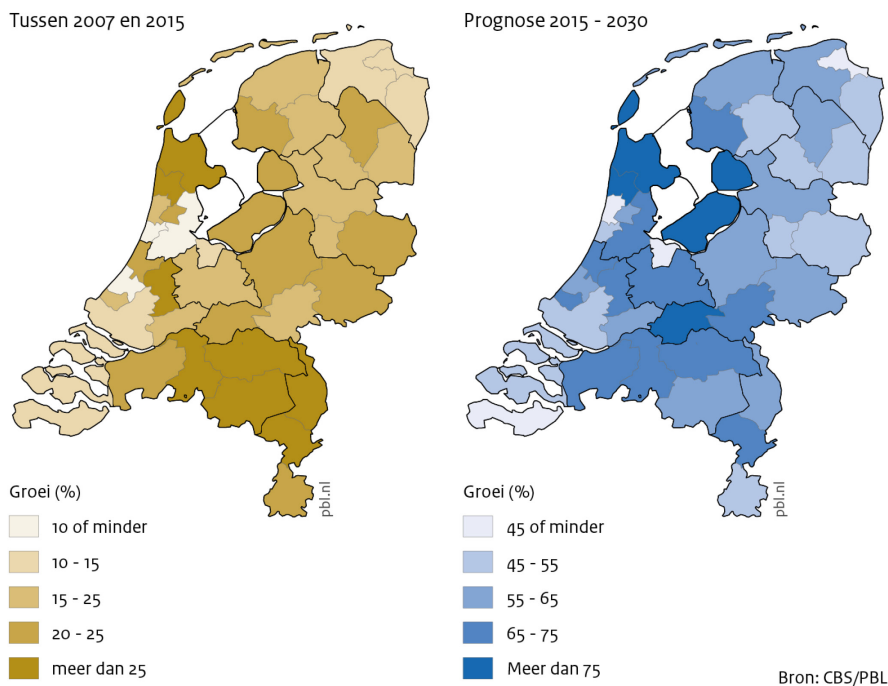 Tussen 2007 en 2015
Prognose 2015 - 2030
pbl.nl
Groei (%)
10 of minder
10 - 15
15 - 25
20 - 25
meer dan 25
pbl.nl
Groei (%)
45 of minder
45 - 55
55 - 65
65 - 75
Meer dan 75
Bron: CBS/PBL